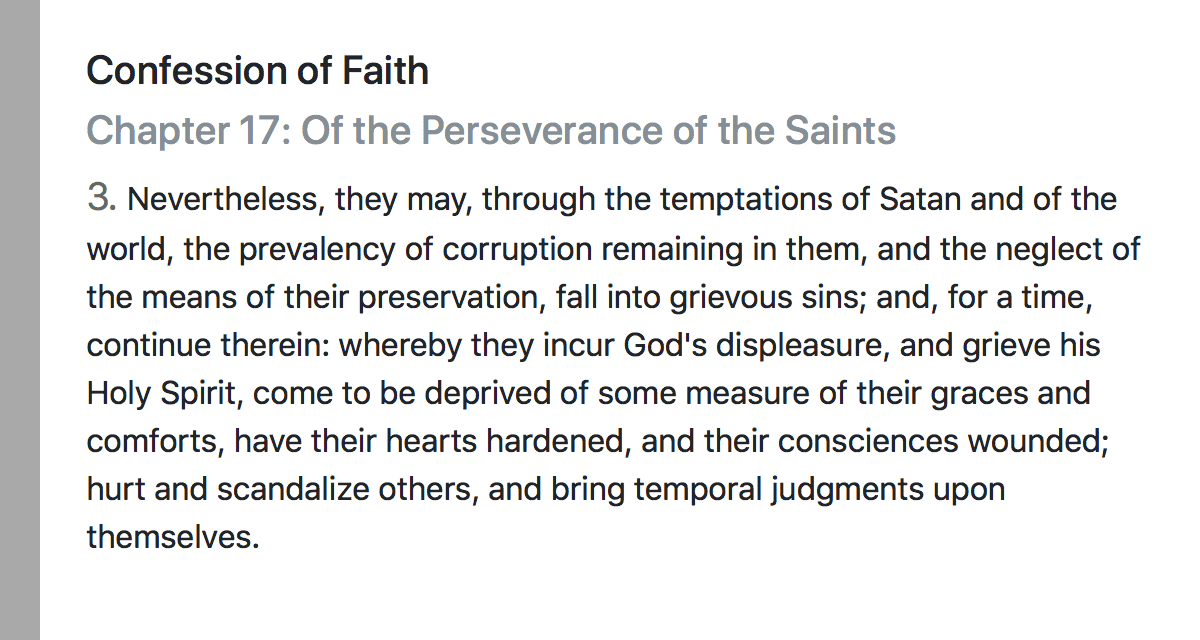 Confession of Faith
Chapter 17: Of the Perseverance of the Saints
3. Nevertheless, they may, through the temptations of Satan and of the
world, the prevalency of corruption remaining in them, and the neglect of
the means of their preservation, fall into grievous sins; and, for a time,
continue therein: whereby they incur God's displeasure, and grieve his
Holy Spirit, come to be deprived of some measure of their graces and
comforts, have their hearts hardened, and their consciences wounded;
hurt and scandalize others, and bring temporal judgments upon
themselves.